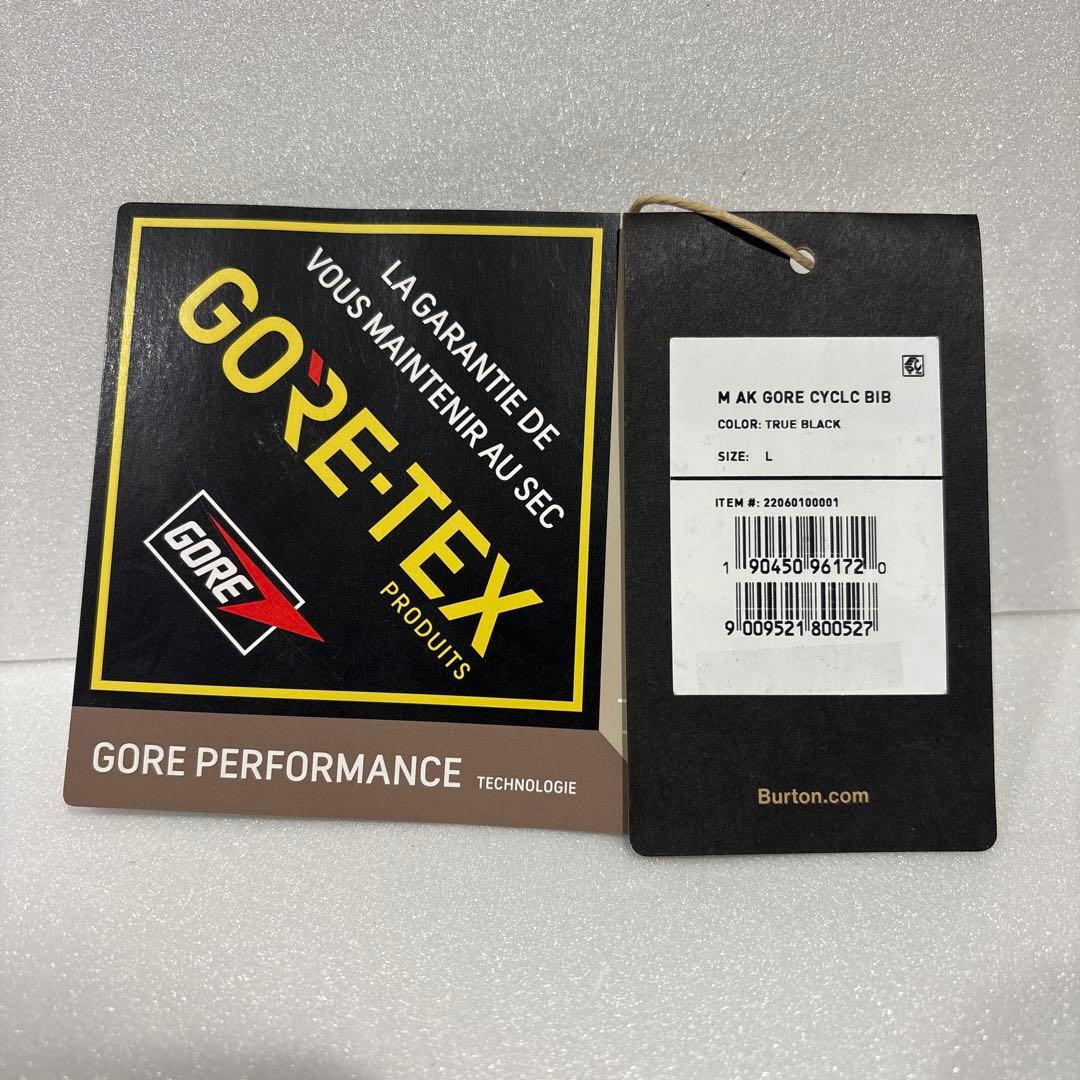 LA GARANTIE DE
VOUS MAINTENIR AU SEC
GORE-TEX
PRODUITS
GORE
GORE PERFORMANCE TECHNOLOGIE
M AK GORE CYCLC BIB
COLOR: TRUE BLACK
SIZE: L
ITEM #: 22060100001
1 90450 96172 0
9 009521 800527
Burton.com